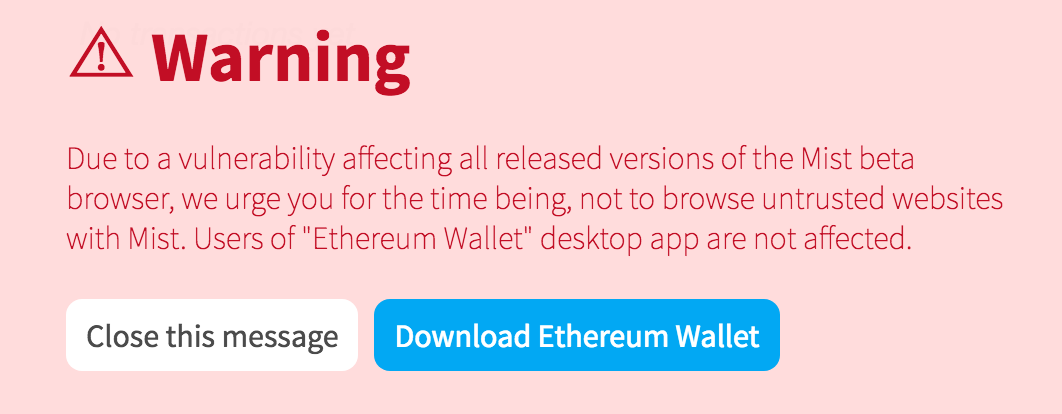 Warning
Due to a vulnerability affecting all released versions of the Mist beta
browser, we urge you for the time being, not to browse untrusted websites
with Mist. Users of "Ethereum Wallet" desktop app are not affected.
Close this message
Download Ethereum Wallet